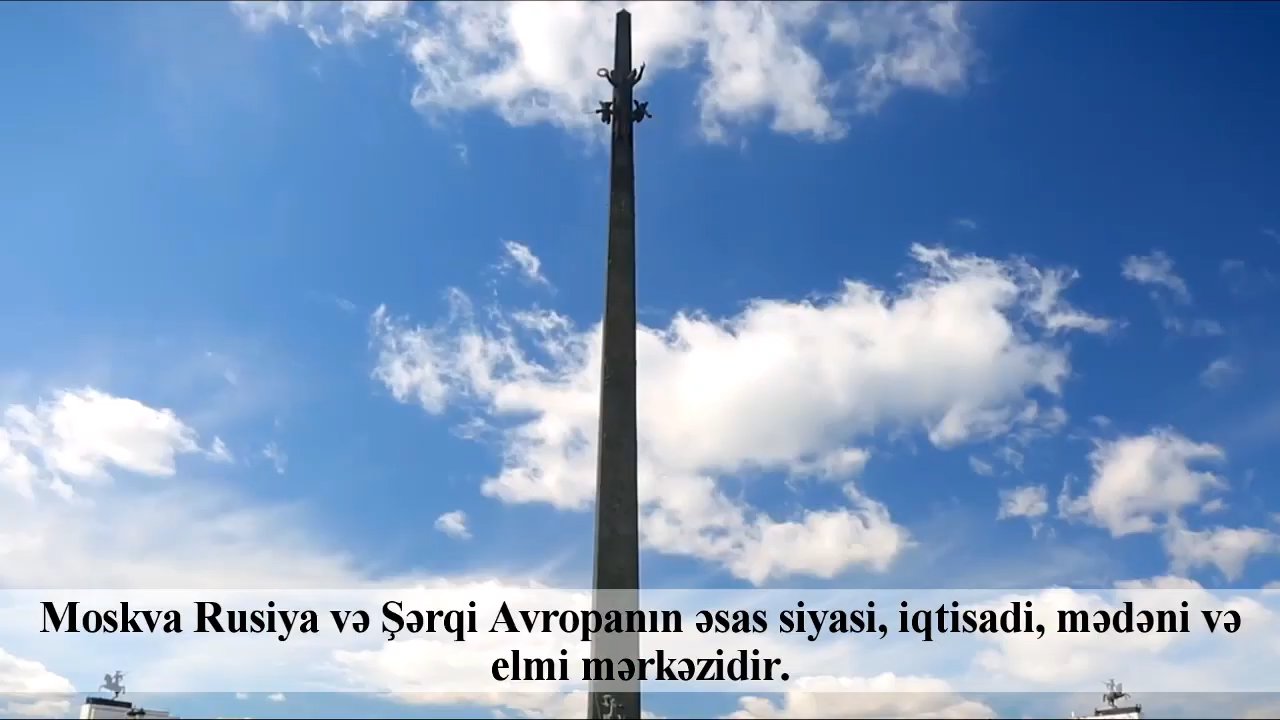 Moskva Rusiya və Şərqi Avropanın əsas siyasi, iqtisadi, mədəni və
elmi mərkəzidir.